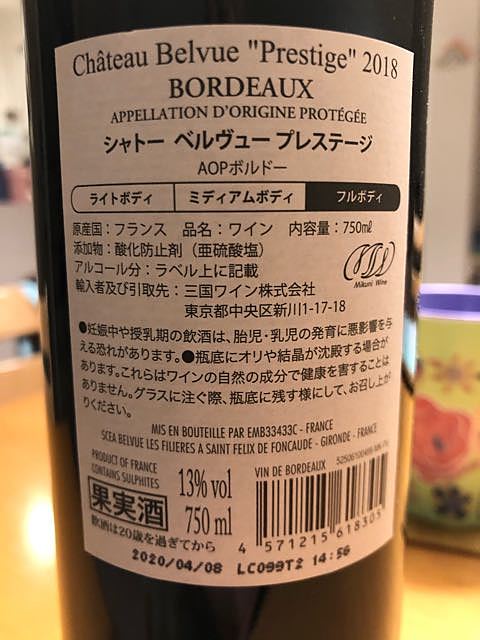 Château Belvue "Prestige" 2018
BORDEAUX
APPELLATION D'ORIGINE PROTÉGÉE
シャトー ベルヴュー プレステージ
AOPボルドー
ライトボディ ミディアムボディ フルボディ
原産国：フランス 品名：ワイン 内容量：750㎖
添加物：酸化防止剤（亜硫酸塩）
アルコール分：ラベル上に記載
輸入者及び引取先：三国ワイン株式会社
東京都中央区新川1-17-18
Mikuni Wine
●妊娠中や授乳期の飲酒は、胎児・乳児の発育に悪影響を与
える恐れがあります。●瓶底にオリや結晶が沈殿する場合が
あります。これらはワインの自然の成分で健康を害することは
ありません。グラスに注ぐ際、瓶底に残す様にして、お召し上が
りください。
MIS EN BOUTEILLE PAR EMB33433C - FRANCE
SCEA BELVUE LES FILIERES A SAINT FELIX DE FONCAUDE - GIRONDE - FRANCE
PRODUCT OF FRANCE
CONTAINS SULPHITES
13% vol
750 ml
VIN DE BORDEAUX
果実酒
飲酒は20歳を過ぎてから
4 571215 618305
2020/04/08 LC099T2 14:56